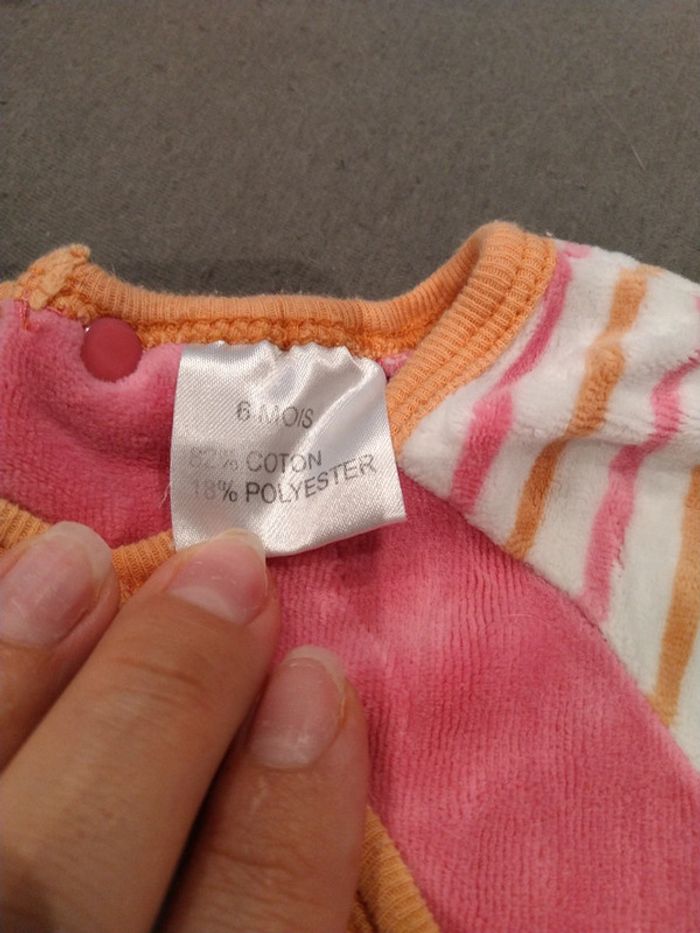 6 MOIS
82% COTON
18% POLYESTER